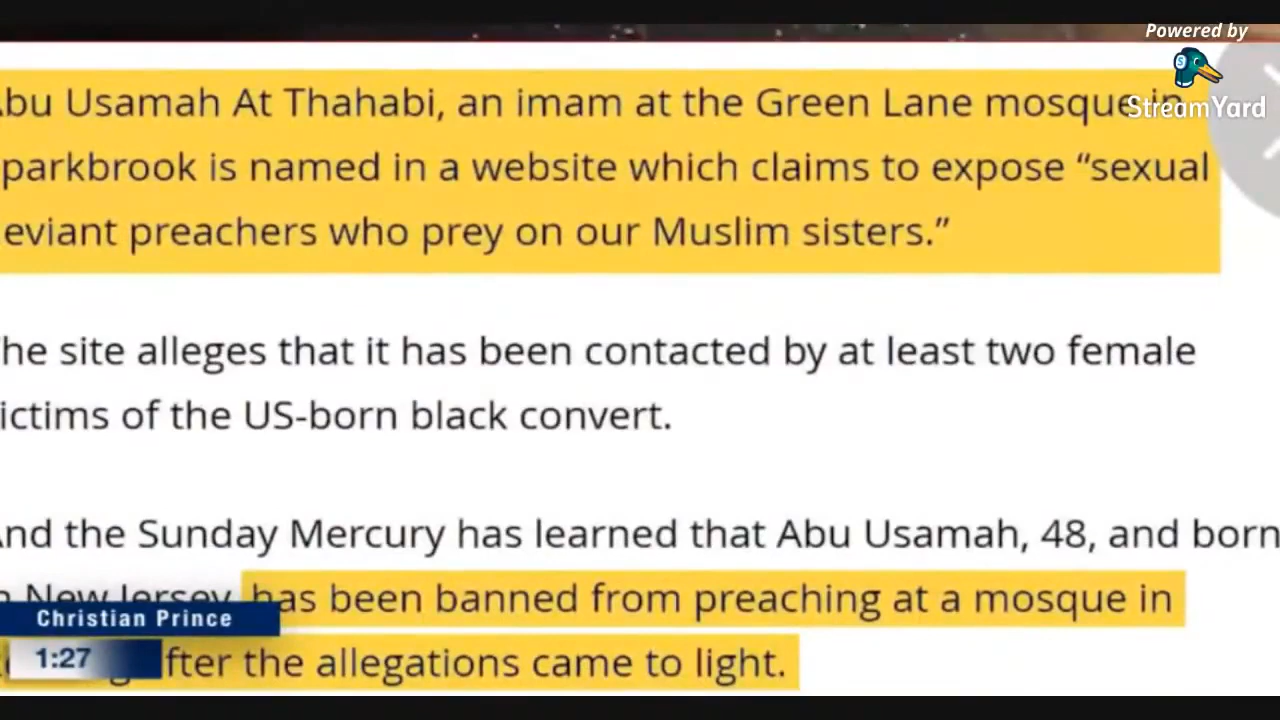 Powered by
StreamYard
bu Usamah At Thahabi, an imam at the Green Lane mosque in
parkbrook is named in a website which claims to expose “sexual
eviant preachers who prey on our Muslim sisters.”
he site alleges that it has been contacted by at least two female
ictims of the US-born black convert.
nd the Sunday Mercury has learned that Abu Usamah, 48, and born
New Jersey, has been banned from preaching at a mosque in
fter the allegations came to light.
Christian Prince
1:27